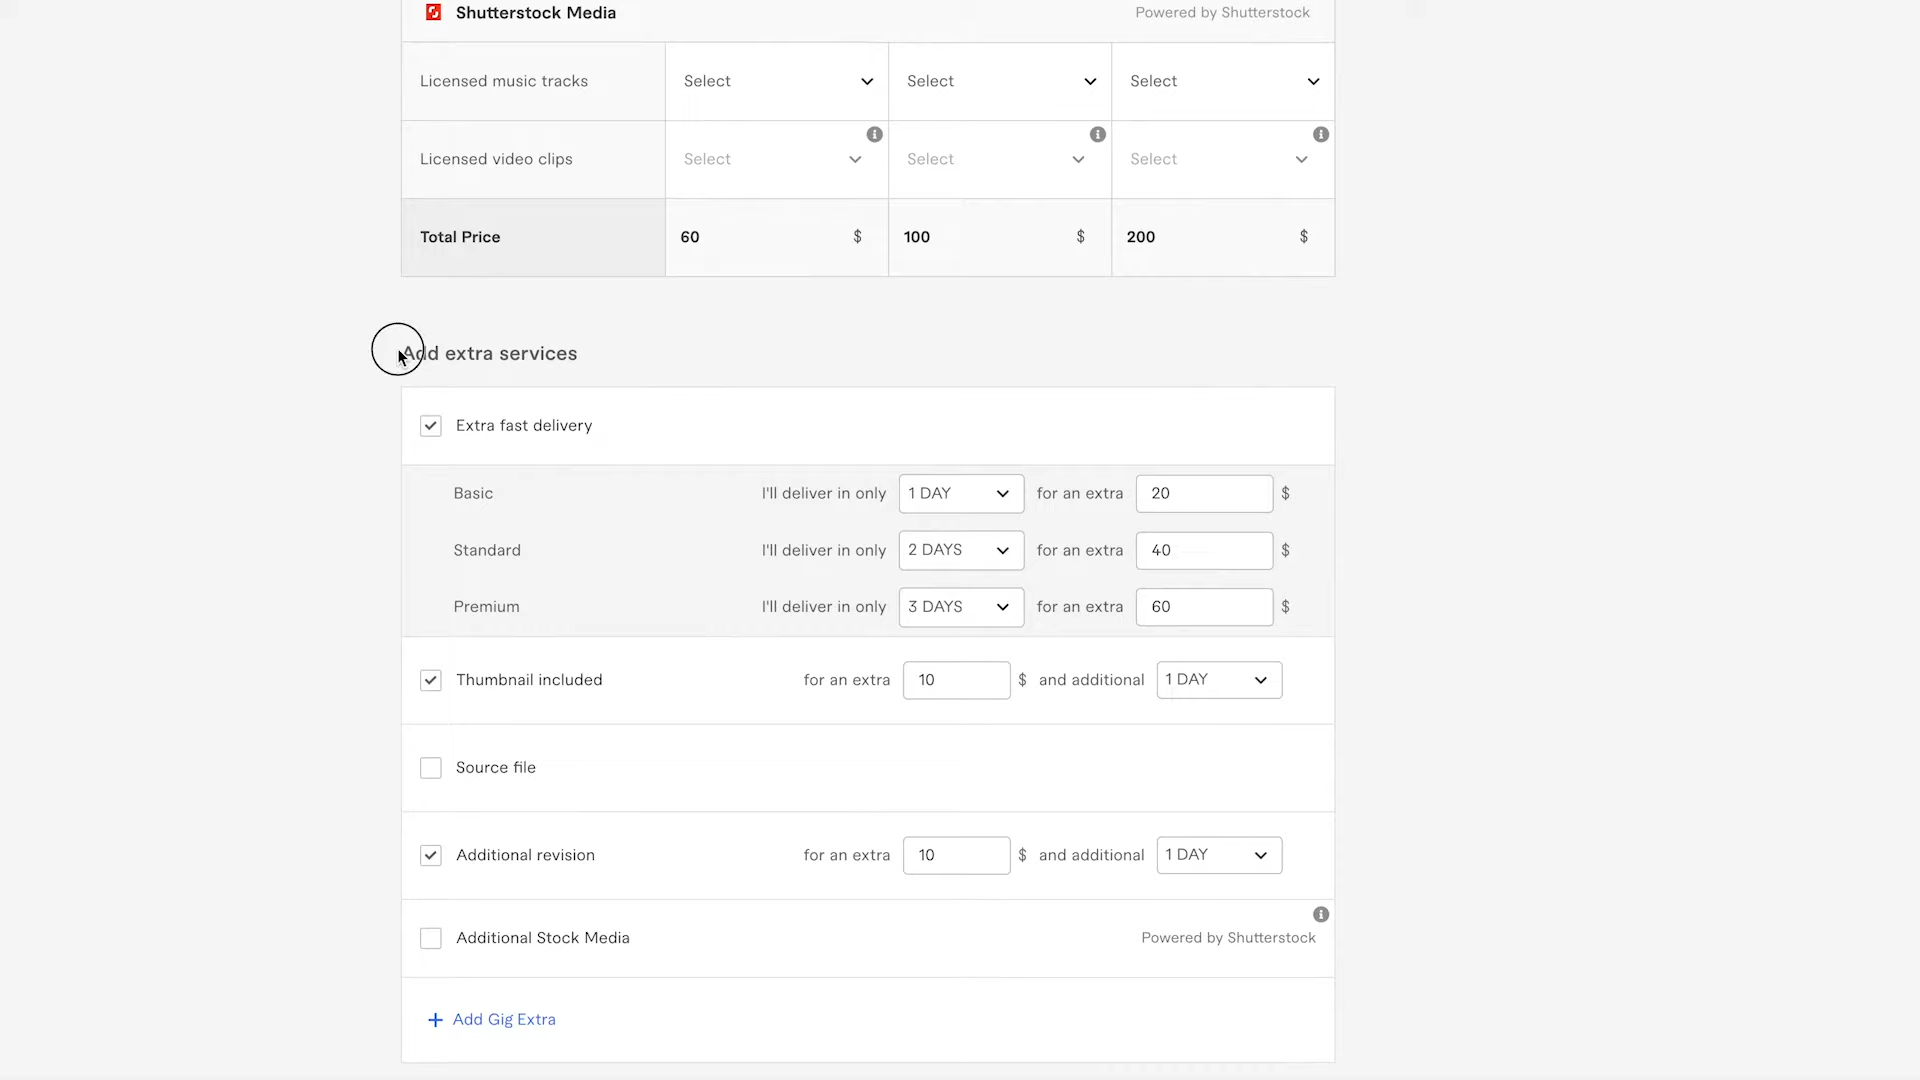 Shutterstock Media Powered by Shutterstock
Licensed music tracks Select Select Select
Licensed video clips Select Select Select
Total Price 60 $ 100 $ 200 $
Add extra services
Extra fast delivery
Basic I'll deliver in only 1 DAY for an extra 20 $
Standard I'll deliver in only 2 DAYS for an extra 40 $
Premium I'll deliver in only 3 DAYS for an extra 60 $
Thumbnail included for an extra 10 $ and additional 1 DAY
Source file
Additional revision for an extra 10 $ and additional 1 DAY
Additional Stock Media Powered by Shutterstock
+ Add Gig Extra